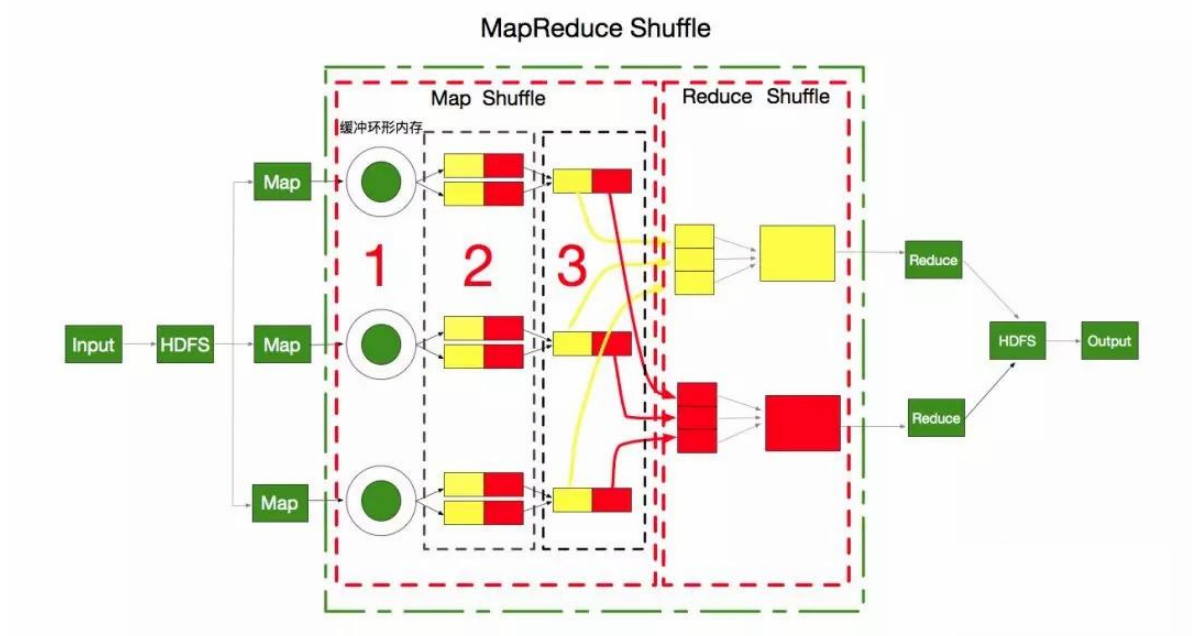 MapReduce Shuffle
Map Shuffle
Reduce Shuffle
缓冲环形内存
Map
1
2
3
Reduce
Input
HDFS
Map
HDFS
Output
Reduce
Map